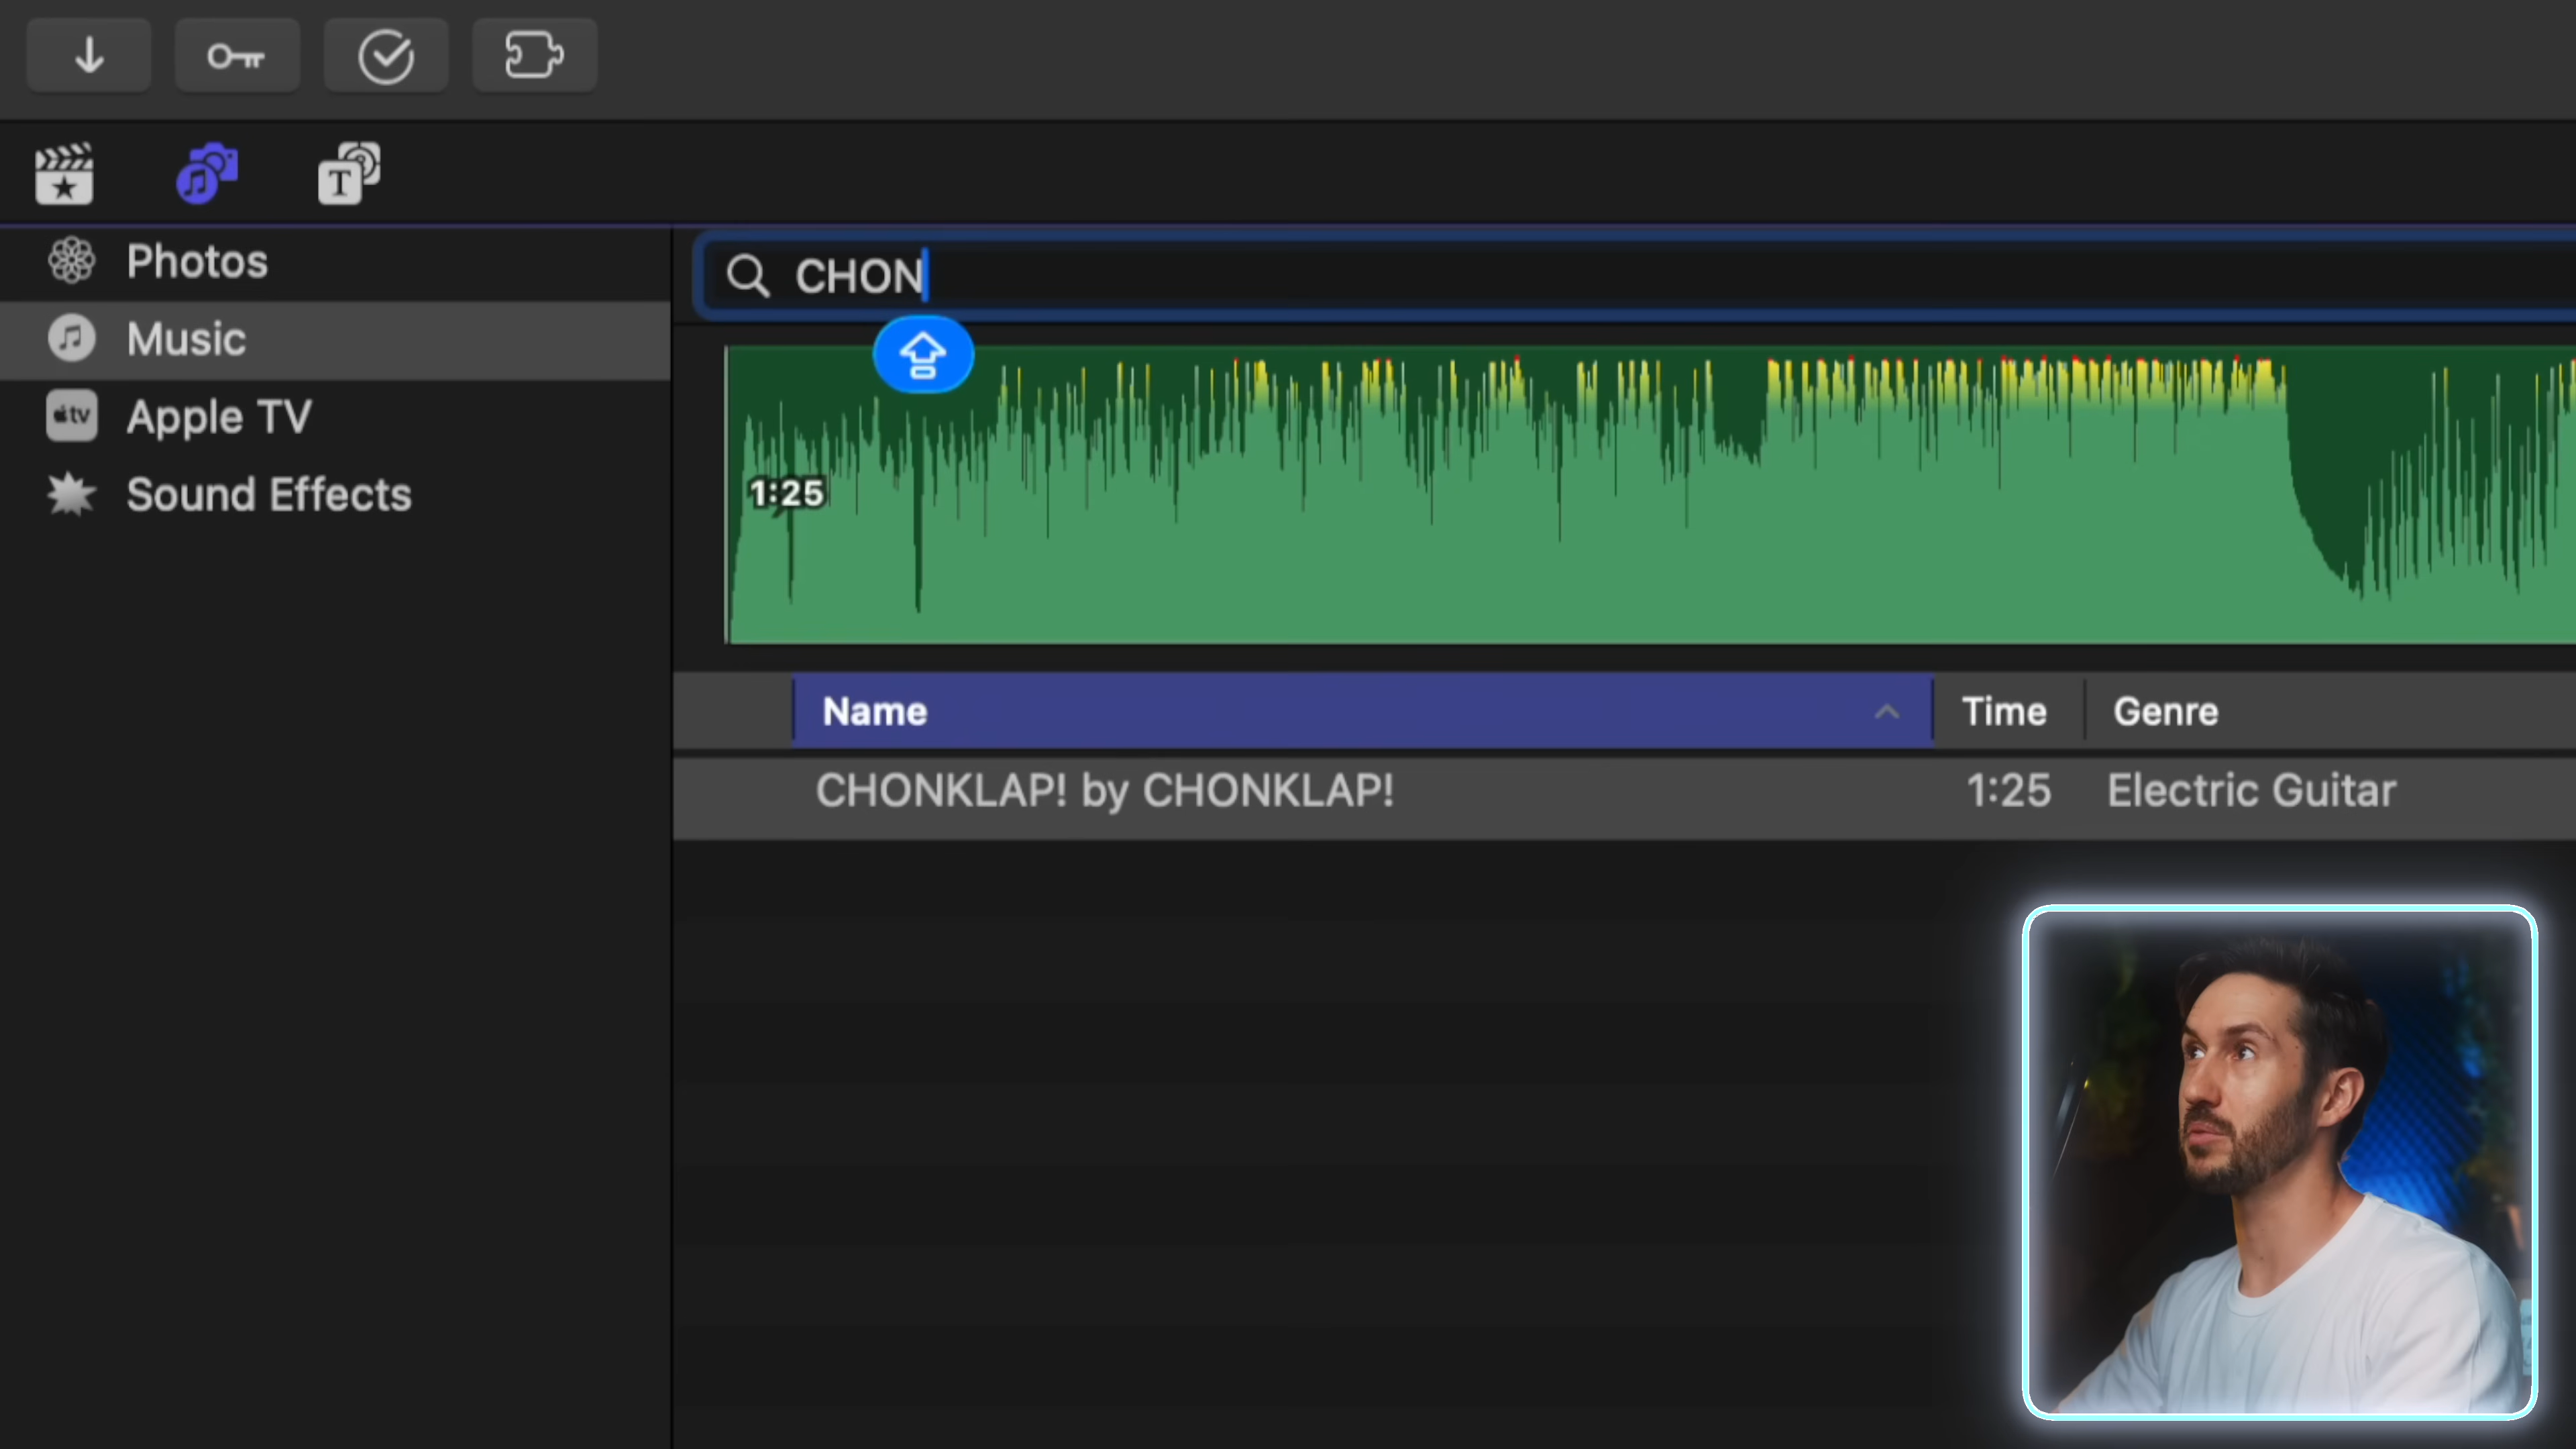 T
Photos
CHON
Music
tv Apple TV
1:25
Sound Effects
Name Time Genre
CHONKLAP! by CHONKLAP! 1:25 Electric Guitar